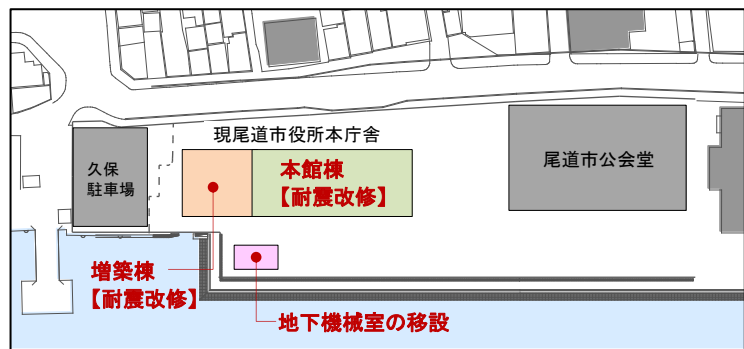 現尾道市役所本庁舎
久保
駐車場
本館棟
【耐震改修】
尾道市公会堂
増築棟
【耐震改修】
地下機械室の移設